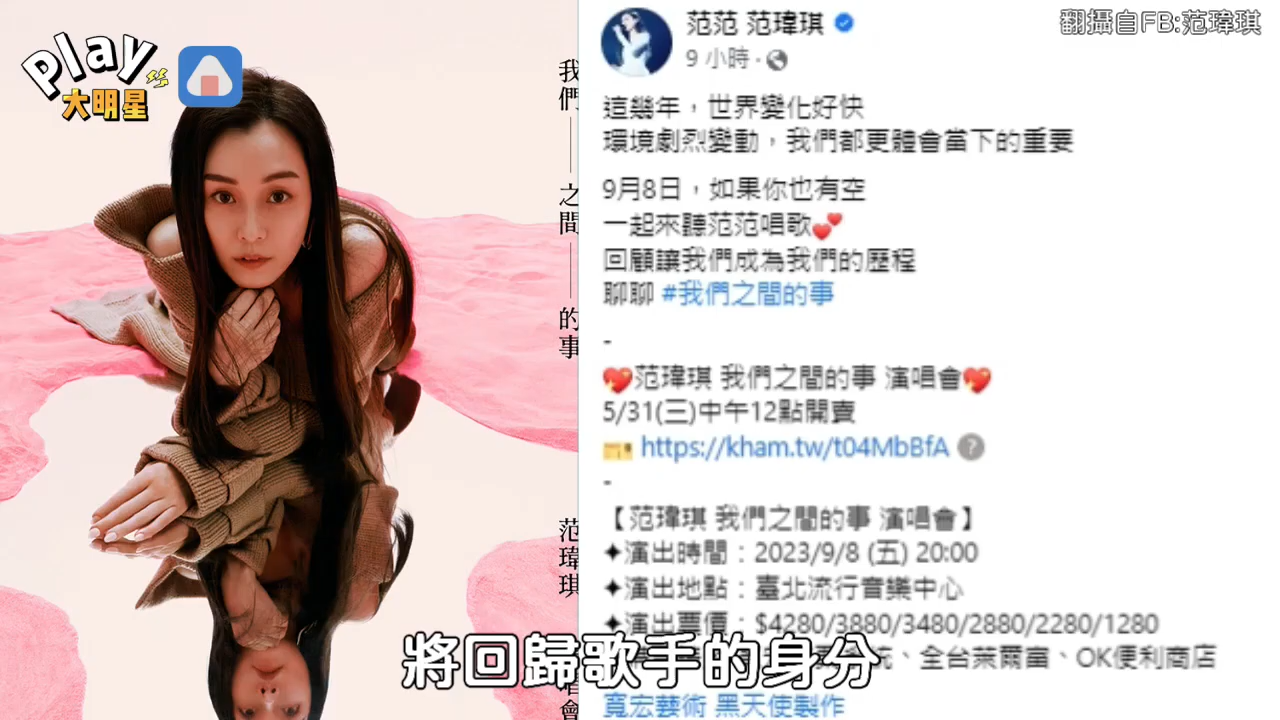 Play
大明星
我們 之間 的事
范瑋琪
翻攝自FB:范瑋琪
范范 范瑋琪
9 小時
這幾年，世界變化好快
環境劇烈變動，我們都更體會當下的重要
9月8日，如果你也有空
一起來聽范范唱歌💕
回顧讓我們成為我們的歷程
聊聊 #我們之間的事
-
💖范瑋琪 我們之間的事 演唱會💖
5/31(三)中午12點開賣
🎫 https://kham.tw/t04MbBfA
-
【范瑋琪 我們之間的事 演唱會】
✦演出時間：2023/9/8 (五) 20:00
✦演出地點：臺北流行音樂中心
✦演出票價：$4280/3880/3480/2880/2280/1280
統、全台萊爾富、OK便利商店
寬宏藝術 黑天使製作
將回歸歌手的身分